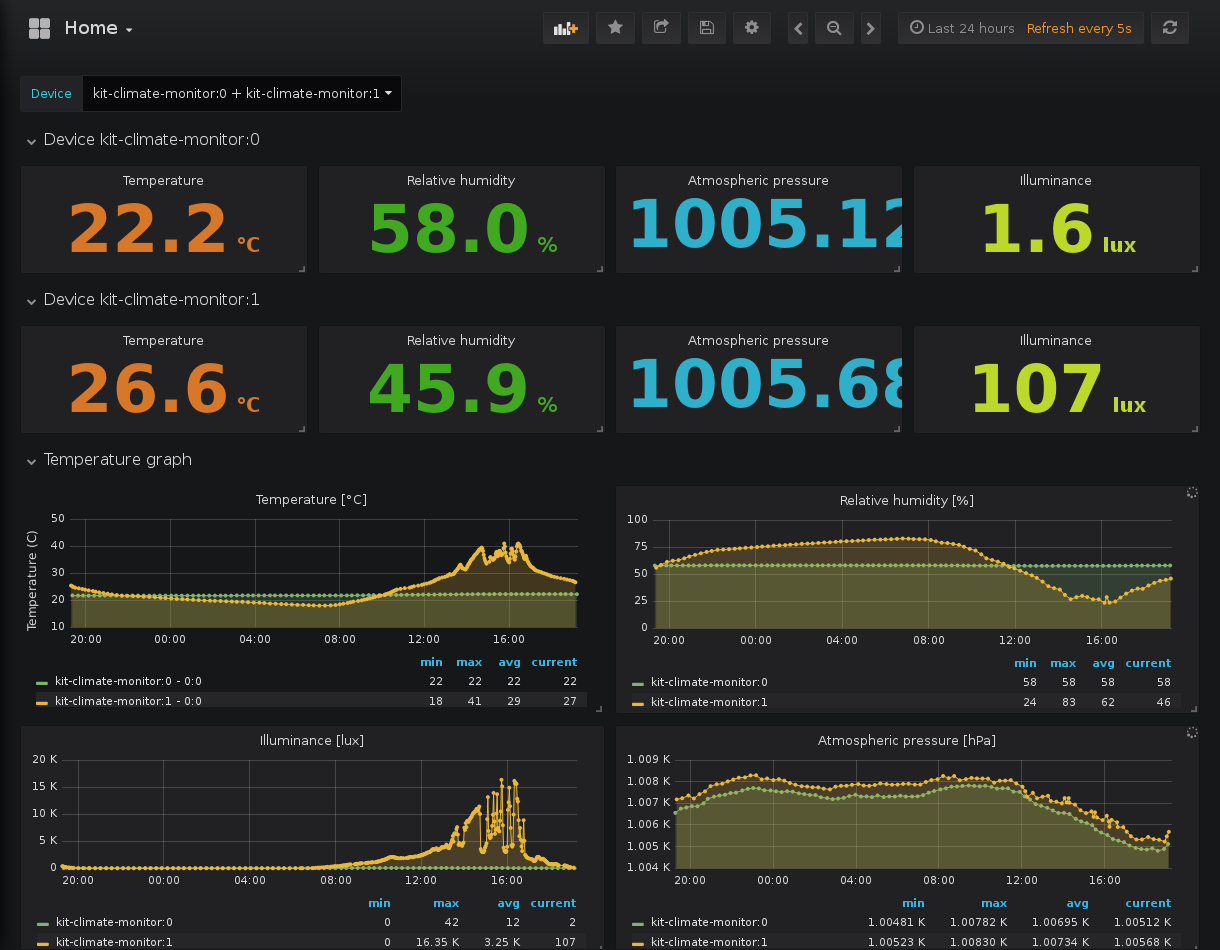 Home
Last 24 hours Refresh every 5s
Device kit-climate-monitor:0 + kit-climate-monitor:1
Device kit-climate-monitor:0
Temperature Relative humidity Atmospheric pressure Illuminance
22.2 °C 58.0 % 1005.12 1.6 lux
Device kit-climate-monitor:1
Temperature Relative humidity Atmospheric pressure Illuminance
26.6 °C 45.9 % 1005.68 107 lux
Temperature graph
Temperature [°C]
Temperature (C)
50
40
30
20
10
20:00 00:00 04:00 08:00 12:00 16:00
min max avg current
kit-climate-monitor:0 - 0:0 22 22 22 22
kit-climate-monitor:1 - 0:0 18 41 29 27
Relative humidity [%]
100
75
50
25
0
20:00 00:00 04:00 08:00 12:00 16:00
min max avg current
kit-climate-monitor:0 58 58 58 58
kit-climate-monitor:1 24 83 62 46
Illuminance [lux]
20 K
15 K
10 K
5 K
0
20:00 00:00 04:00 08:00 12:00 16:00
min max avg current
kit-climate-monitor:0 0 42 12 2
kit-climate-monitor:1 0 16.35 K 3.25 K 107
Atmospheric pressure [hPa]
1.009 K
1.008 K
1.007 K
1.006 K
1.005 K
1.004 K
20:00 00:00 04:00 08:00 12:00 16:00
min max avg current
kit-climate-monitor:0 1.00481 K 1.00782 K 1.00695 K 1.00512 K
kit-climate-monitor:1 1.00523 K 1.00830 K 1.00734 K 1.00568 K